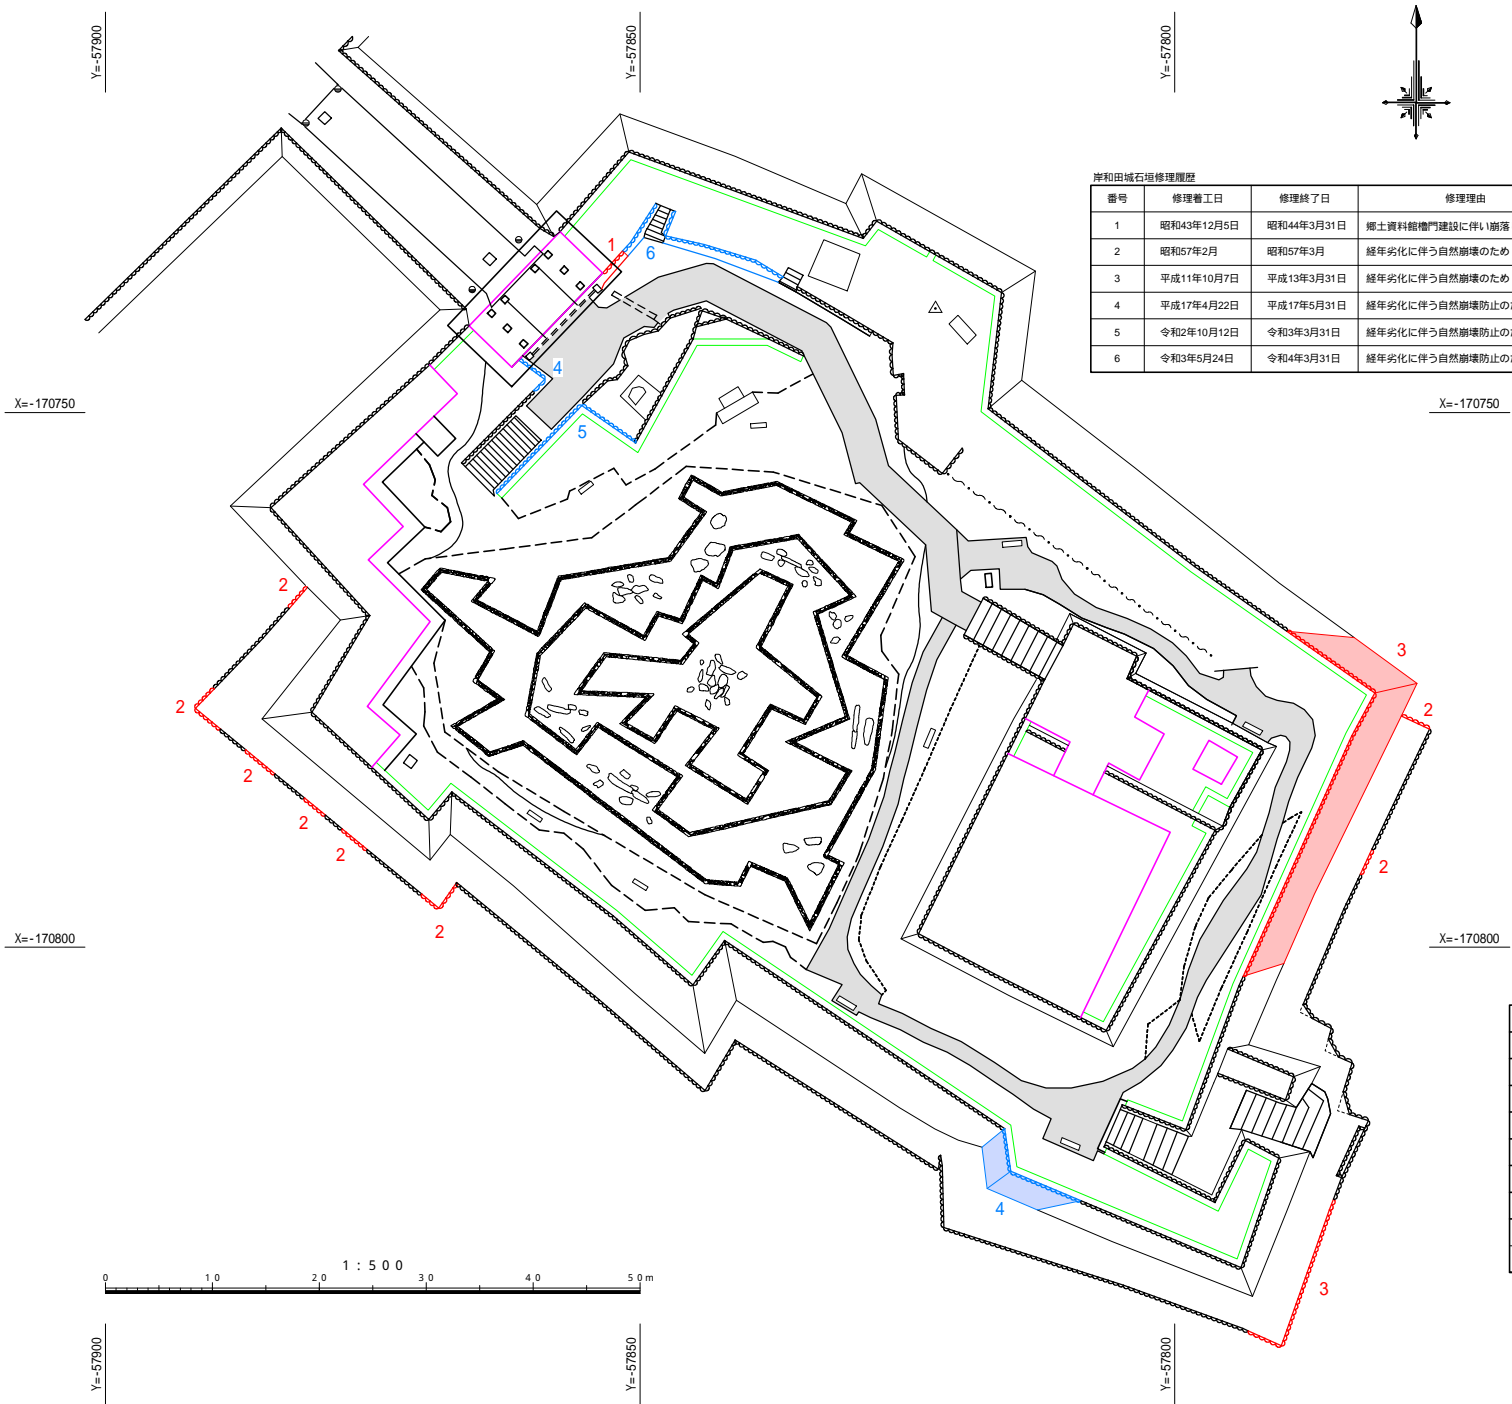 Y=-57900
Y=-57850
Y=-57800
岸和田城石垣修理履歴
番号 修理着工日 修理終了日 修理理由
1 昭和43年12月5日 昭和44年3月31日 郷土資料館櫓門建設に伴い崩落
2 昭和57年2月 昭和57年3月 経年劣化に伴う自然崩壊のため
3 平成11年10月7日 平成13年3月31日 経年劣化に伴う自然崩壊のため
4 平成17年4月22日 平成17年5月31日 経年劣化に伴う自然崩壊防止の
5 令和2年10月12日 令和3年3月31日 経年劣化に伴う自然崩壊防止の
6 令和3年5月24日 令和4年3月31日 経年劣化に伴う自然崩壊防止の
1
6
4
X=-170750
X=-170750
5
2
3
2
2
2
2
2
2
2
X=-170800
X=-170800
4
1:500
0 10 20 30 40 50m
3
Y=-57900
Y=-57850
Y=-57800